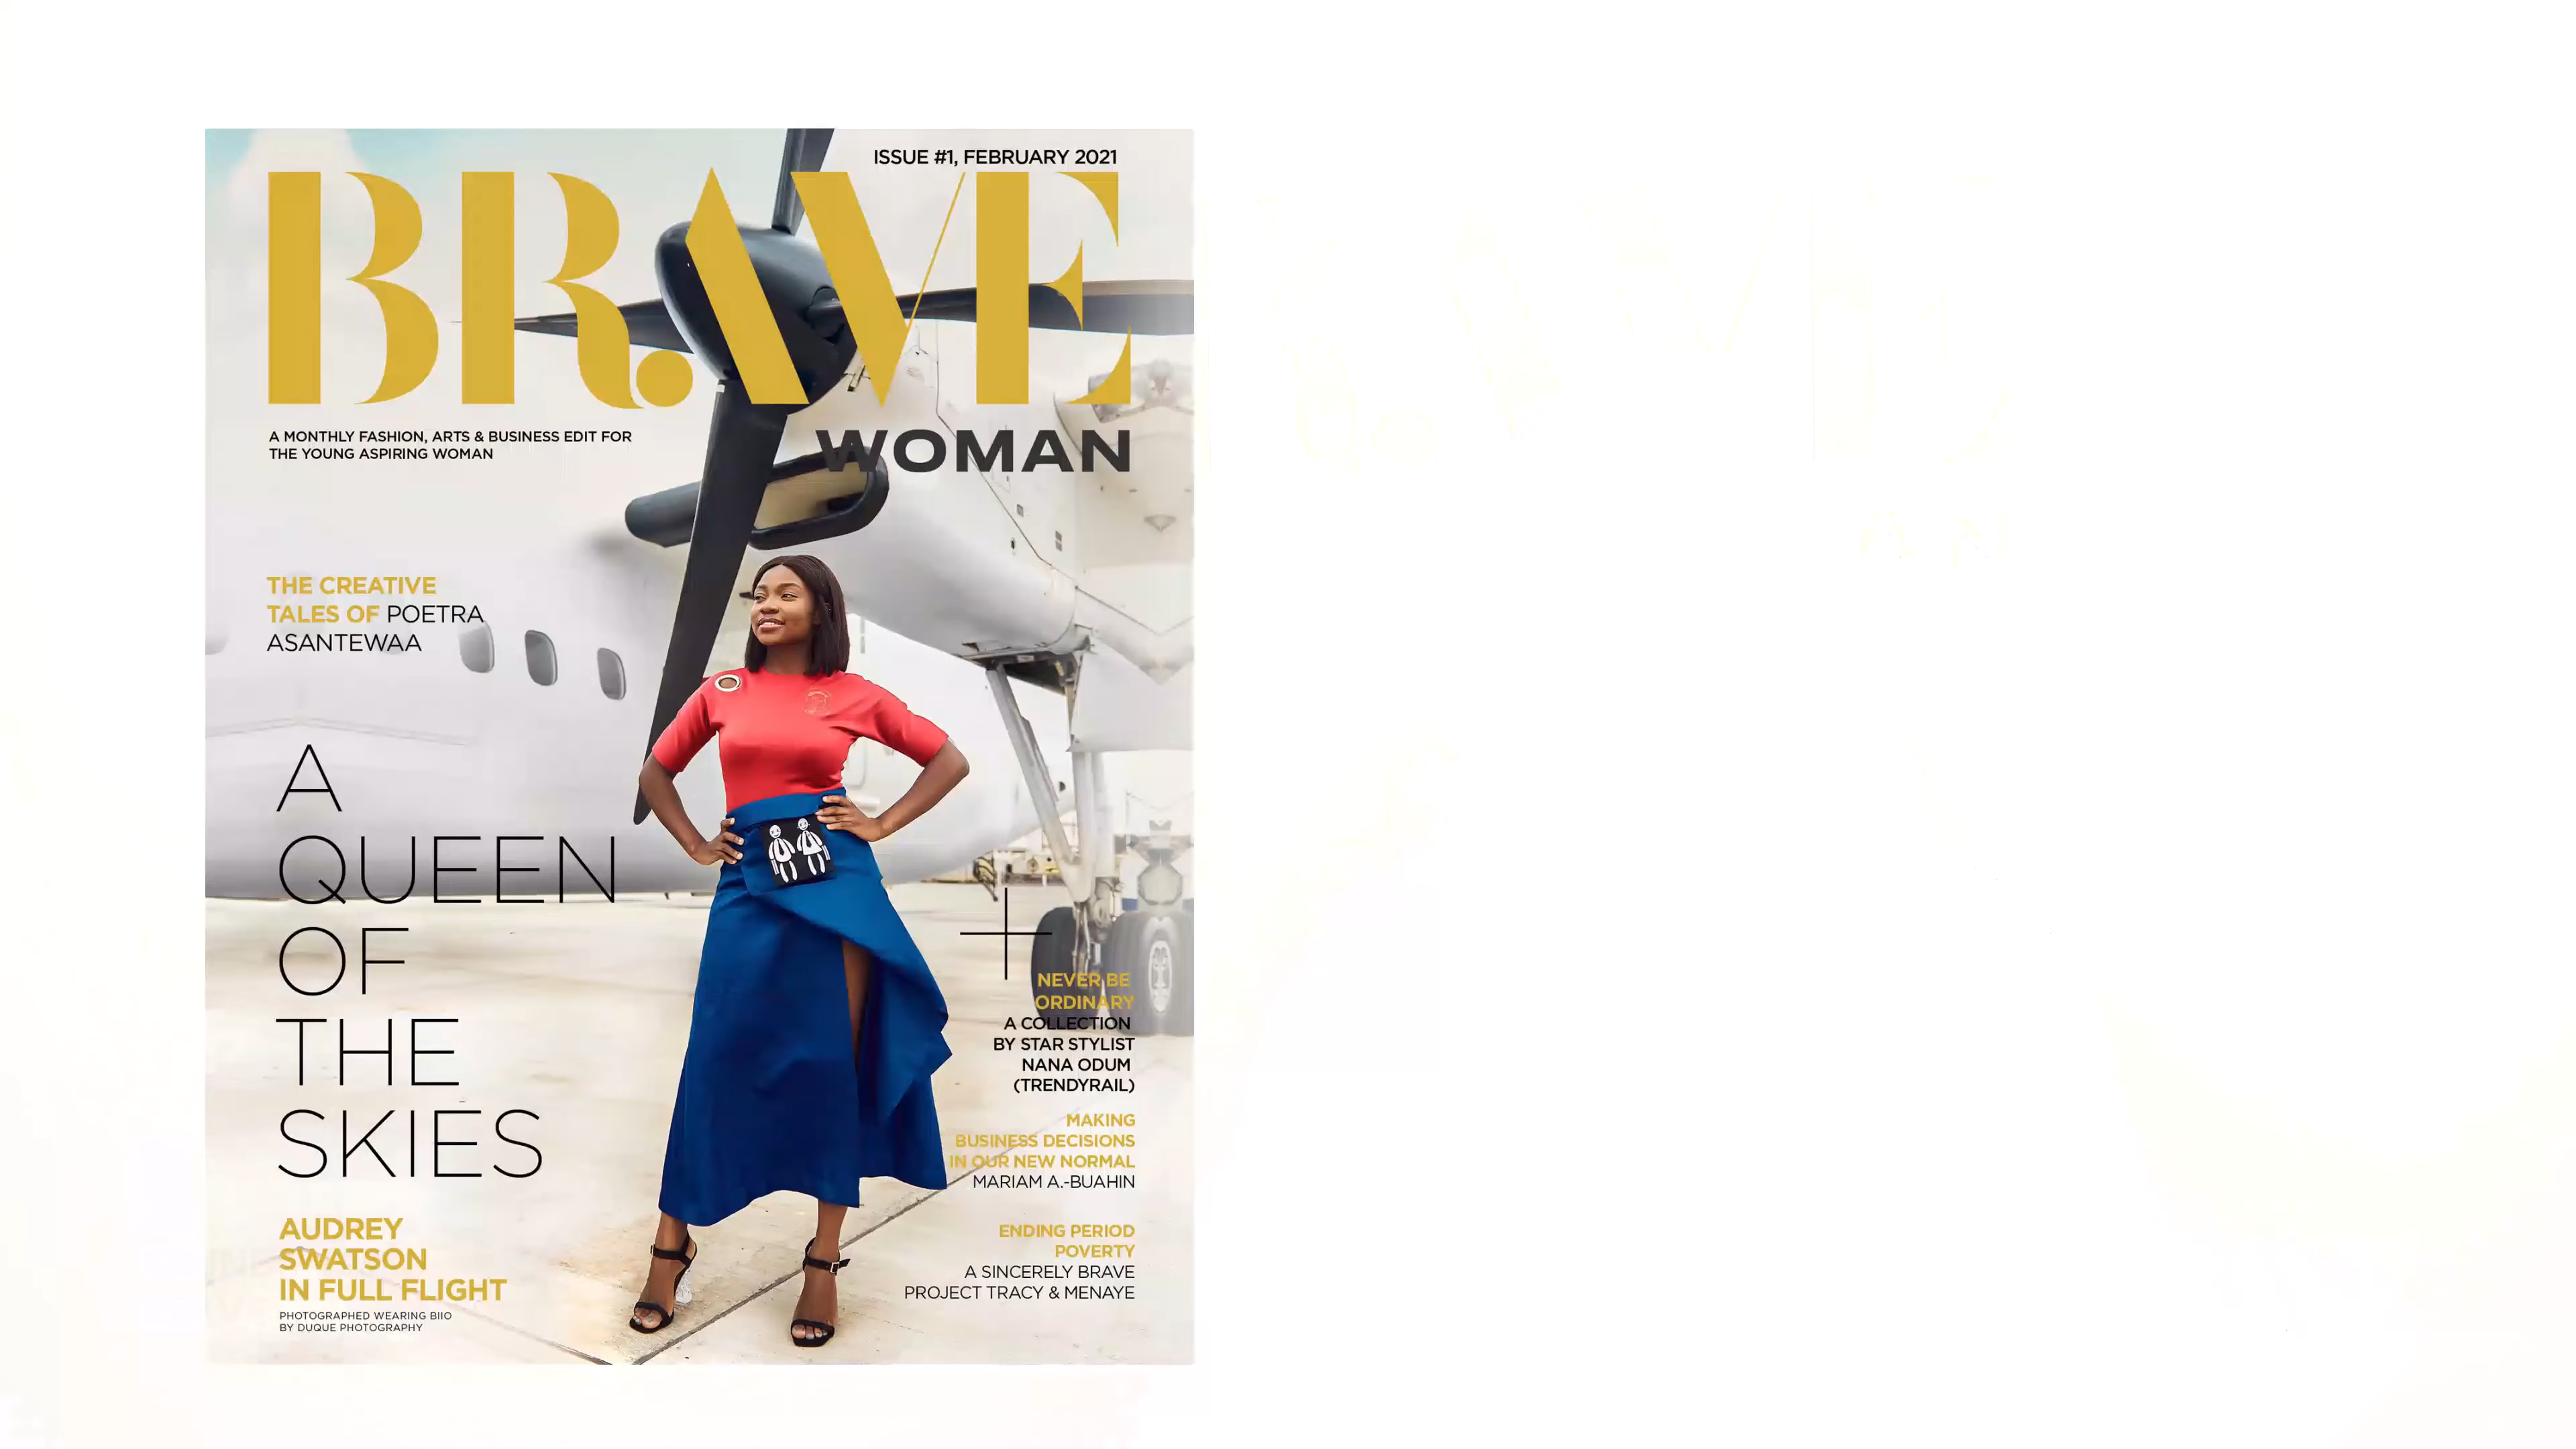 ISSUE #1, FEBRUARY 2021
BRAVE
WOMAN
A MONTHLY FASHION, ARTS & BUSINESS EDIT FOR
THE YOUNG ASPIRING WOMAN
THE CREATIVE
TALES OF POETRA
ASANTEWAA
A
QUEEN
OF
THE
SKIES
AUDREY
SWATSON
IN FULL FLIGHT
PHOTOGRAPHED WEARING BIIO
BY DUQUE PHOTOGRAPHY
NEVER BE
ORDINARY
A COLLECTION
BY STAR STYLIST
NANA ODUM
(TRENDYRAIL)
MAKING
BUSINESS DECISIONS
IN OUR NEW NORMAL
MARIAM A.-BUAHIN
ENDING PERIOD
POVERTY
A SINCERELY BRAVE
PROJECT TRACY & MENAYE